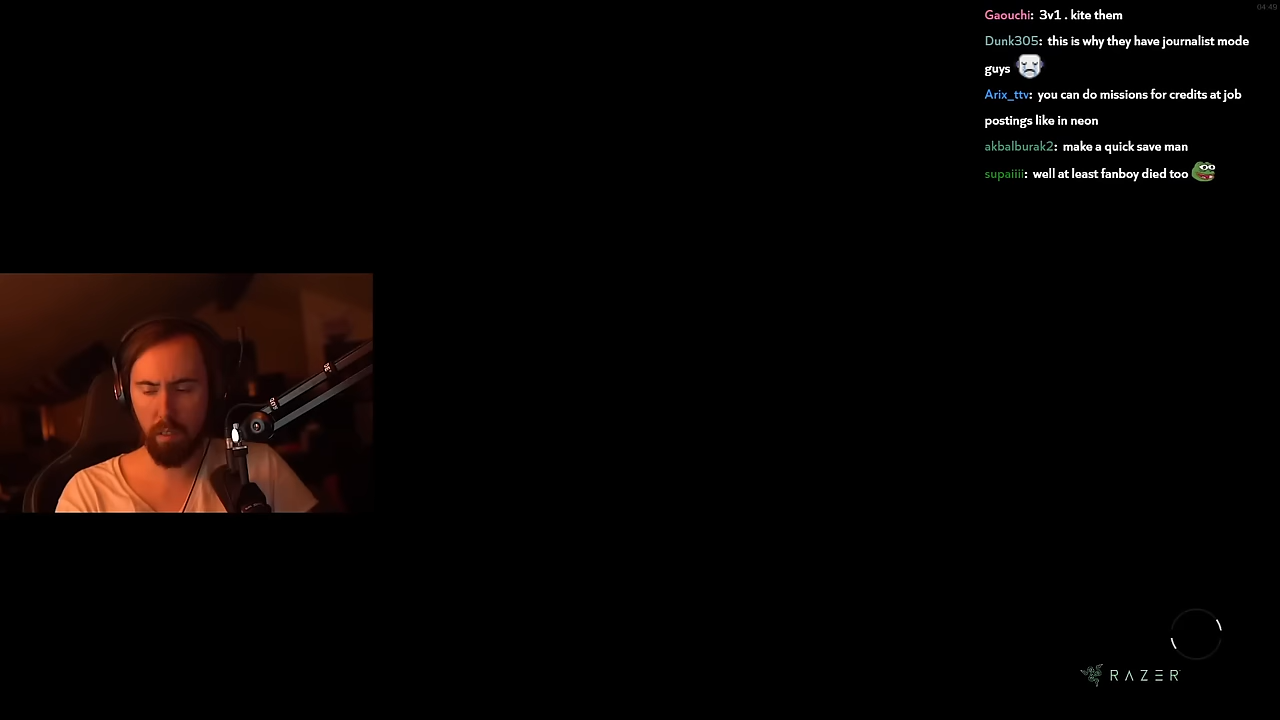 04:49
Gaouchi: 3v1 . kite them
Dunk305: this is why they have journalist mode
guys
Arix_ttv: you can do missions for credits at job
postings like in neon
akbalburak2: make a quick save man
supaiiii: well at least fanboy died too
RAZER